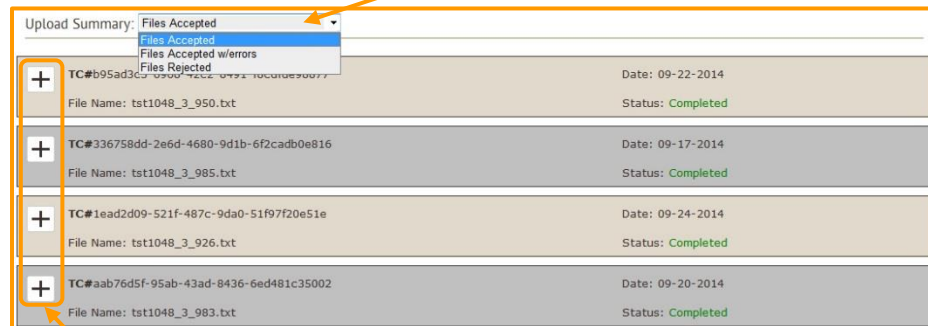 Upload Summary: Files Accepted
Files Accepted
Files Accepted w/errors
Files Rejected
Date: 09-22-2014
File Name: tst1048_3_950.txt Status: Completed
TC#336758dd-2e6d-4680-9d1b-6f2cadb0e816 Date: 09-17-2014
File Name: tst1048_3_985.txt Status: Completed
TC#1ead2d09-521f-487c-9da0-51f97f20e51e Date: 09-24-2014
File Name: tst1048_3_926.txt Status: Completed
TC#aab76d5f-95ab-43ad-8436-6ed481c35002 Date: 09-20-2014
File Name: tst1048_3_983.txt Status: Completed